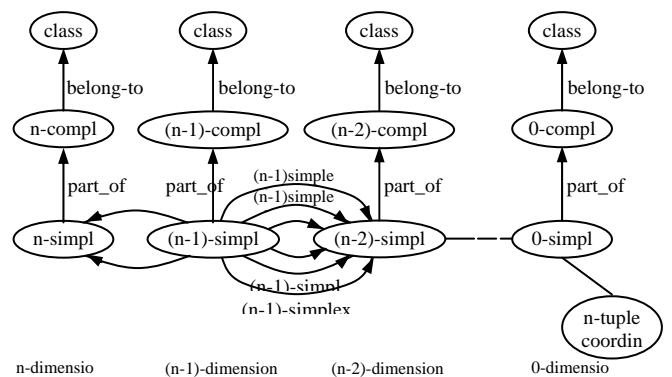 class class class class
belong-to belong-to belong-to belong-to
n-compl (n-1)-compl (n-2)-compl 0-compl
(n-1)simple
part_of part_of part_of part_of
(n-1)simple
n-simpl (n-1)-simpl (n-2)-simpl 0-simpl
(n-1)-simpl
(n-1)-simplex
n-tuple
coordin
n-dimensio (n-1)-dimension (n-2)-dimension 0-dimensio